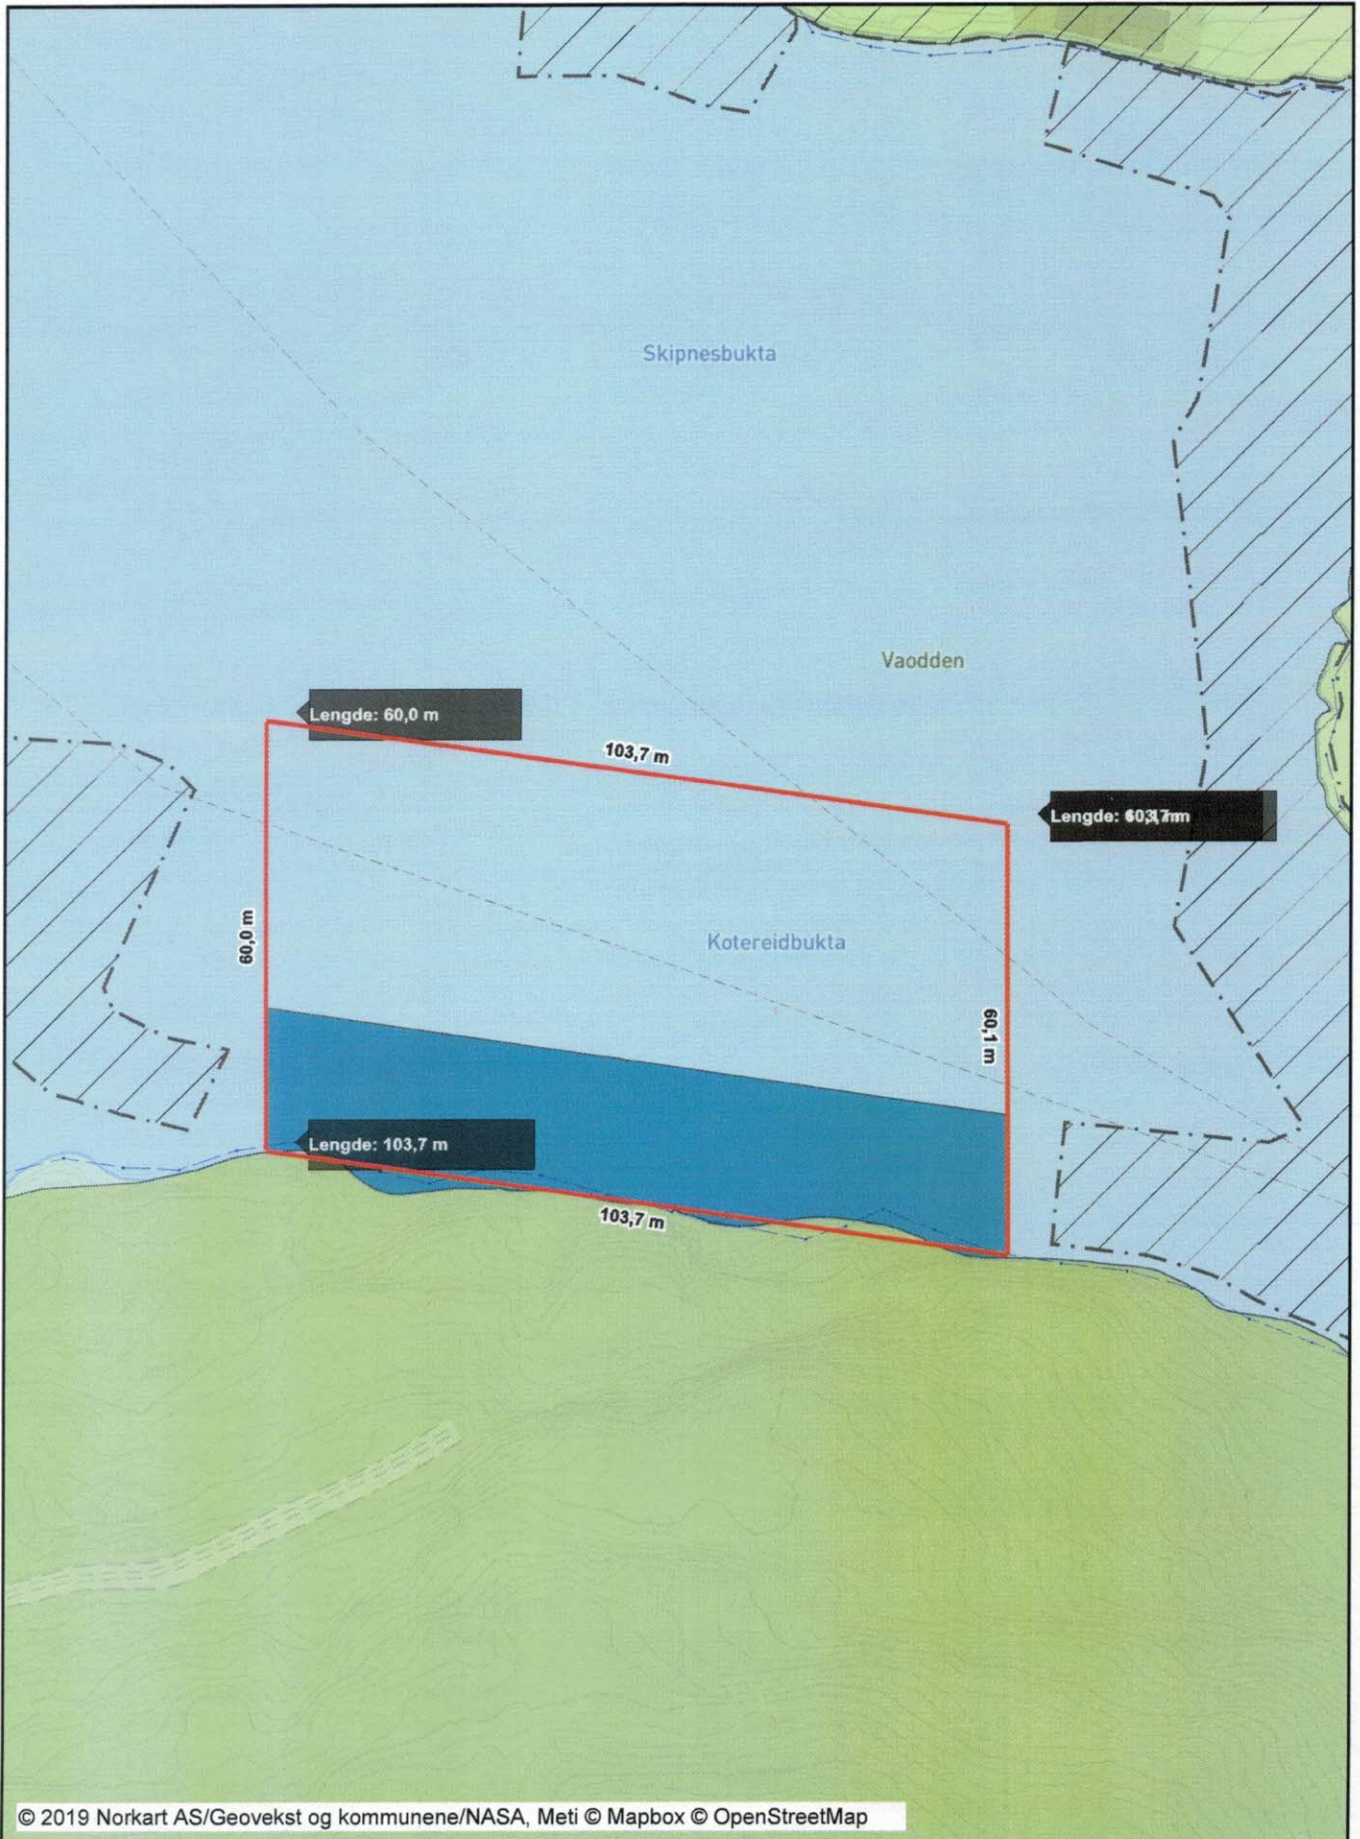 Skipnesbukta
Vaodden
Lengde: 60,0 m
103,7 m
Lengde:
60,0 m
Kotereidbukta
60,1 m
Lengde: 103,7 m
103,7 m
© 2019 Norkart AS/Geovekst og kommunene/NASA, Meti © Mapbox © OpenStreetMap